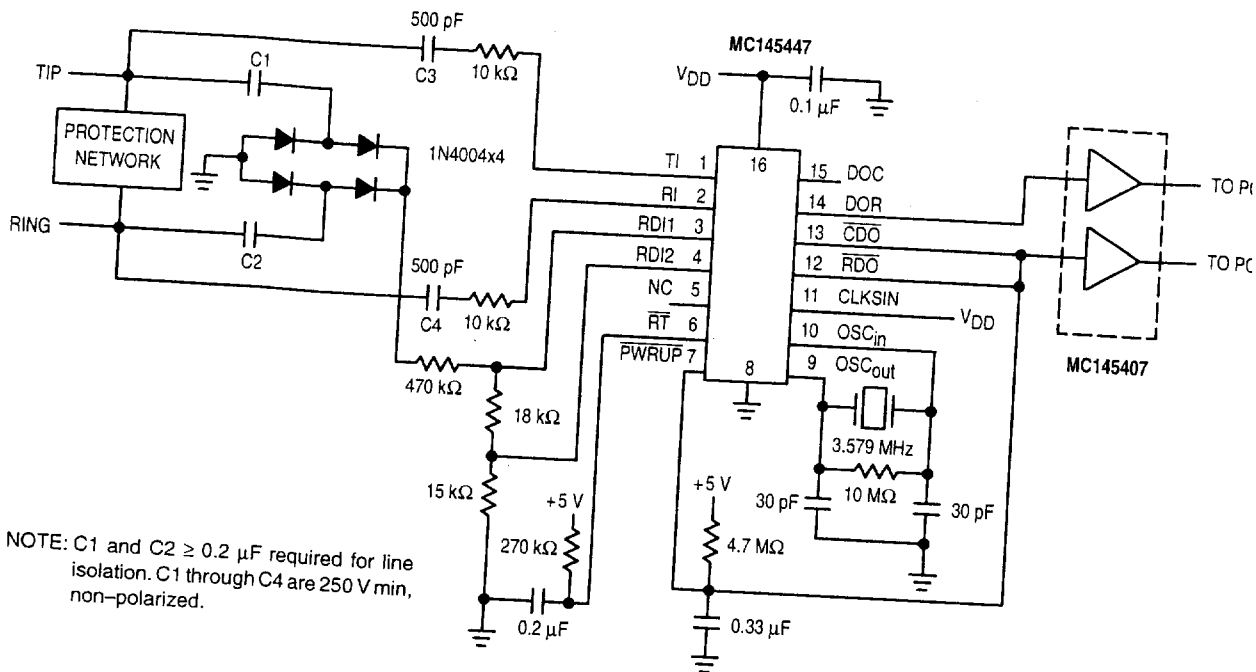 500 pF
C3
10 kΩ
C1
TIP
PROTECTION
NETWORK
1N4004x4
RING
C2
500 pF
C4
10 kΩ
470 kΩ
18 kΩ
15 kΩ
+5 V
270 kΩ
0.2 µF
MC145447
VDD
0.1 µF
TI 1
RI 2
RDI1 3
RDI2 4
NC 5
RT 6
PWRUP 7
8
16
15 DOC
14 DOR
13 CDO
12 RDO
11 CLKSIN
VDD
10 OSCin
9 OSCout
3.579 MHz
10 MΩ
30 pF
30 pF
+5 V
4.7 MΩ
0.33 µF
TO P
TO P
MC145407
NOTE: C1 and C2 ≥ 0.2 µF required for line
isolation. C1 through C4 are 250 V min,
non–polarized.